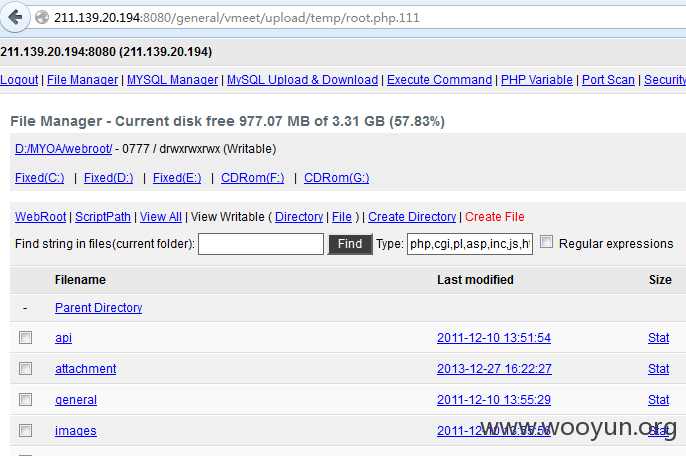 211.139.20.194:8080/general/vmeet/upload/temp/root.php.111
211.139.20.194:8080 (211.139.20.194)
Logout | File Manager | MYSQL Manager | MySQL Upload & Download | Execute Command | PHP Variable | Port Scan | Security
File Manager - Current disk free 977.07 MB of 3.31 GB (57.83%)
D:/MYOA/webroot/ - 0777 / drwxrwxrwx (Writable)
Fixed(C:) | Fixed(D:) | Fixed(E:) | CDRom(F:) | CDRom(G:)
WebRoot | ScriptPath | View All | View Writable ( Directory | File ) | Create Directory | Create File
Find string in files(current folder): Find Type: php,cgi,pl,asp,inc,js,h Regular expressions
Filename Last modified Size
- Parent Directory
api 2011-12-10 13:51:54 Stat
attachment 2013-12-27 16:22:27 Stat
general 2011-12-10 13:55:29 Stat
images 2011-12-10 Stat
www.wooyun.org